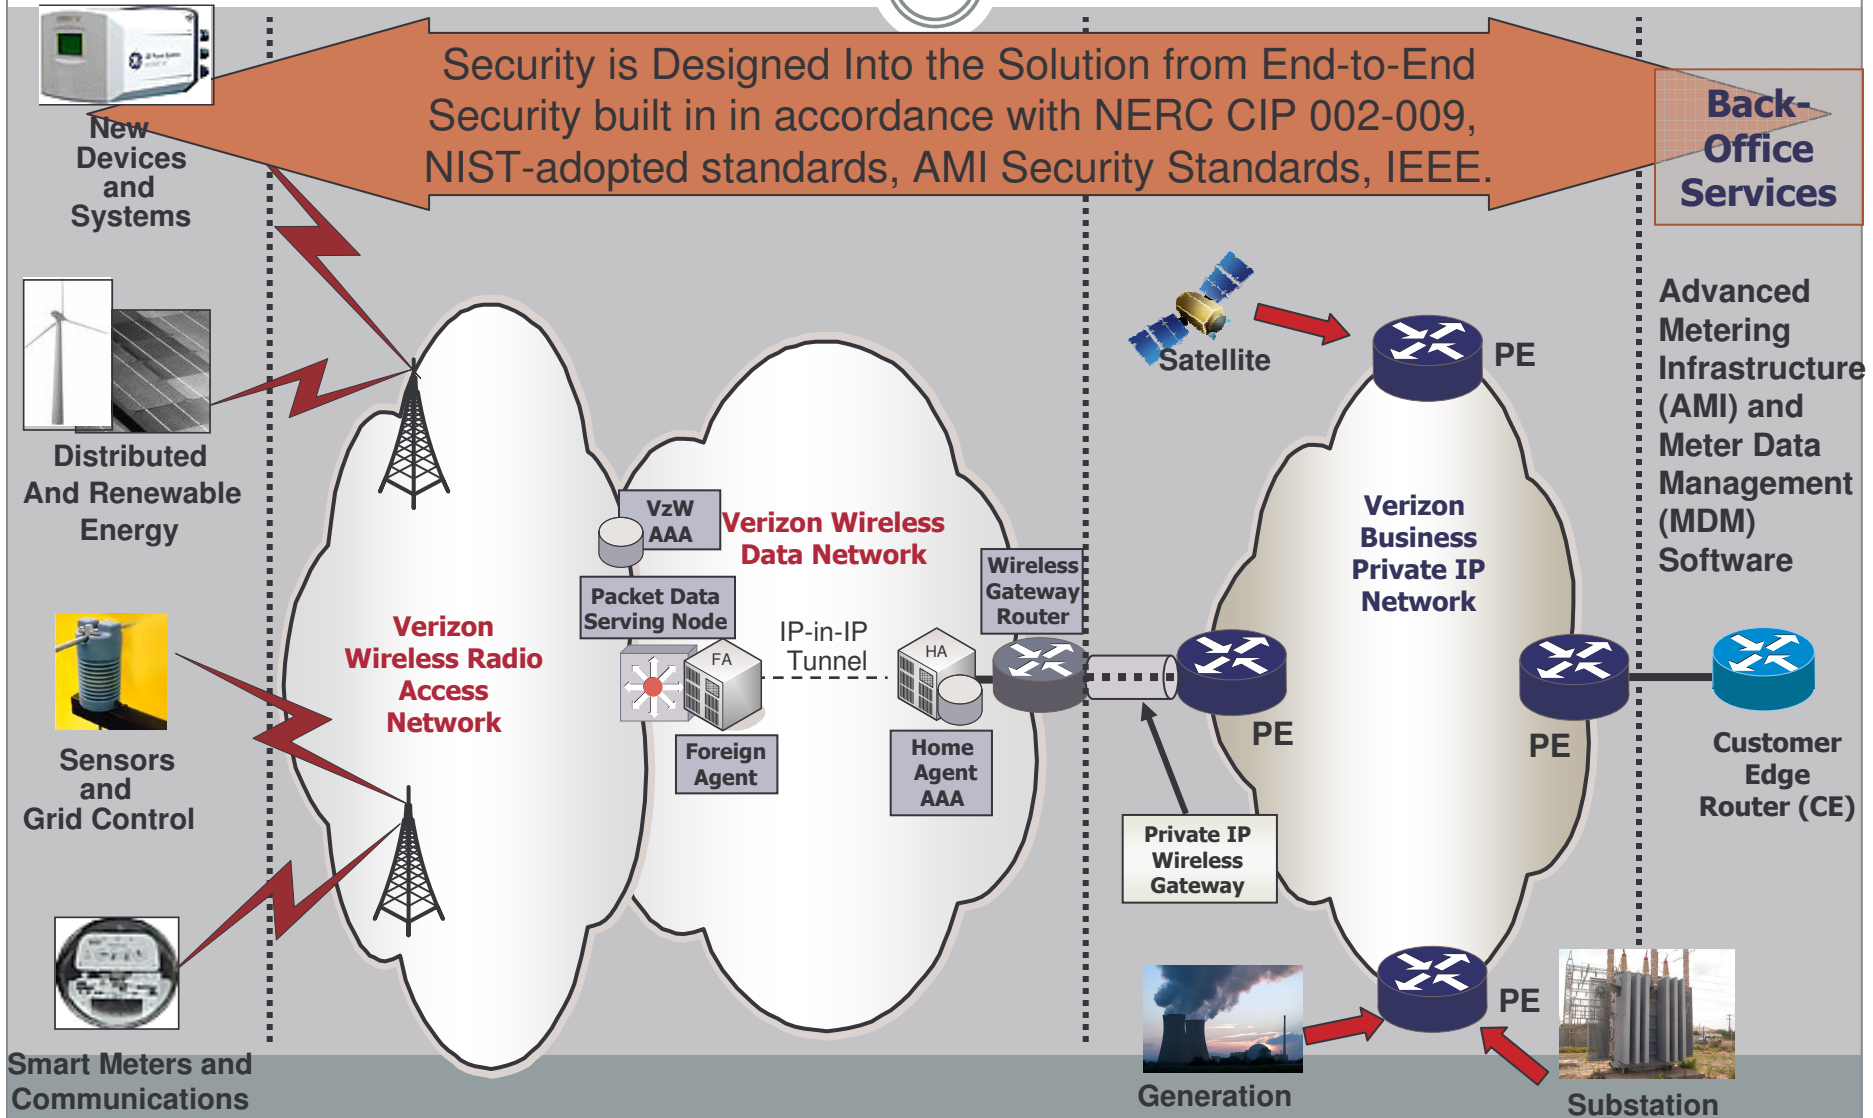 Security is Designed Into the Solution from End-to-End
Security built in in accordance with NERC CIP 002-009,
NIST-adopted standards, AMI Security Standards, IEEE.
Back-
Office
Services
New
Devices
and
Systems
Distributed
And Renewable
Energy
Sensors
and
Grid Control
Smart Meters and
Communications
Verizon
Wireless Radio
Access
Network
VzW
AAA
Verizon Wireless
Data Network
Packet Data
Serving Node
FA
Foreign
Agent
IP-in-IP
Tunnel
HA
Home
Agent
AAA
Wireless
Gateway
Router
Satellite
PE
Verizon
Business
Private IP
Network
PE
PE
Private IP
Wireless
Gateway
PE
Generation
Substation
Advanced
Metering
Infrastructure
(AMI) and
Meter Data
Management
(MDM)
Software
Customer
Edge
Router (CE)